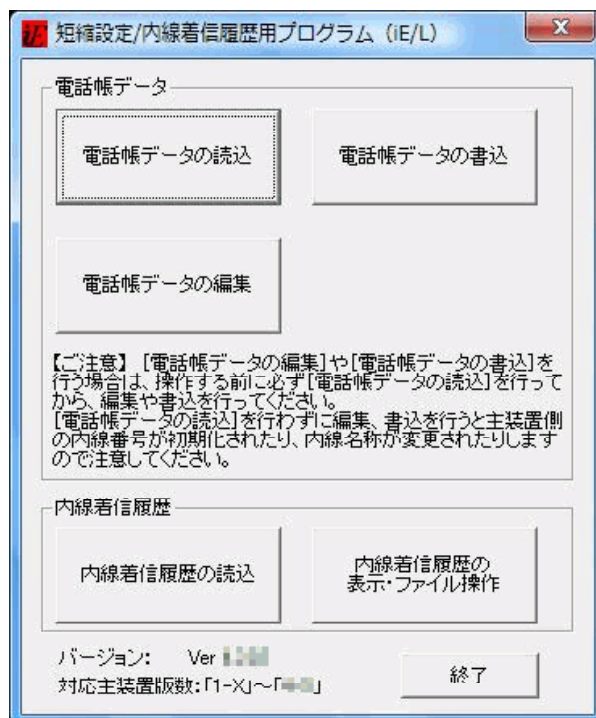 iE 短縮設定/内線着信履歴用プログラム (iE/L)
電話帳データ
電話帳データの読込
電話帳データの書込
電話帳データの編集
【ご注意】 [電話帳データの編集]や[電話帳データの書込]を
行う場合は、操作する前に必ず[電話帳データの読込]を行って
から、編集や書込を行ってください。
[電話帳データの読込]を行わずに編集、書込を行うと主装置側
の内線番号が初期化されたり、内線名称が変更されたりします
ので注意してください。
内線着信履歴
内線着信履歴の読込
内線着信履歴の
表示・ファイル操作
バージョン: Ver
対応主装置版数:「1-X」~「 」
終了